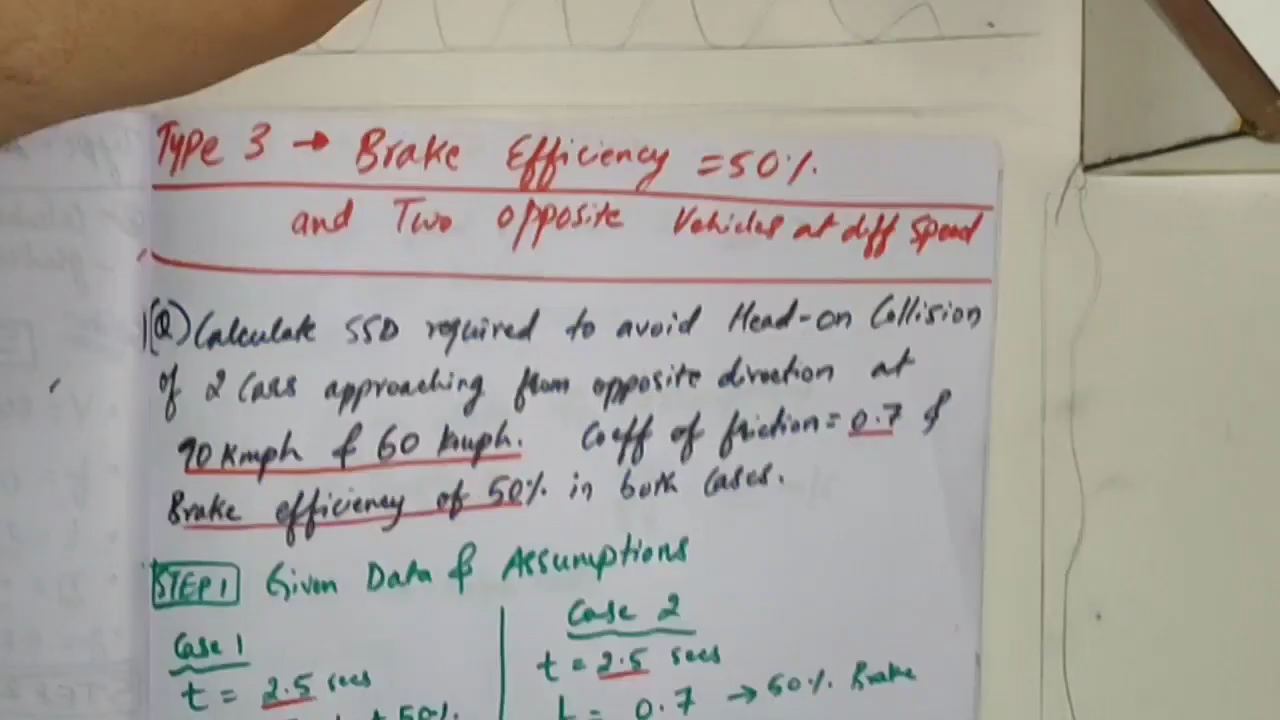 Type 3 → Brake Efficiency = 50%.
and Two opposite Vehicles at diff Speed
(Q) Calculate SSD required to avoid Head-on Collision
of 2 Cars approaching from opposite direction at
90 Kmph & 60 Kmph. Coeff of friction = 0.7 &
Brake efficiency of 50% in both Cases.
STEP 1 Given Data & Assumptions
Case 1
t = 2.5 secs
Case 2
t = 2.5 secs
0.7 → 50% Brake